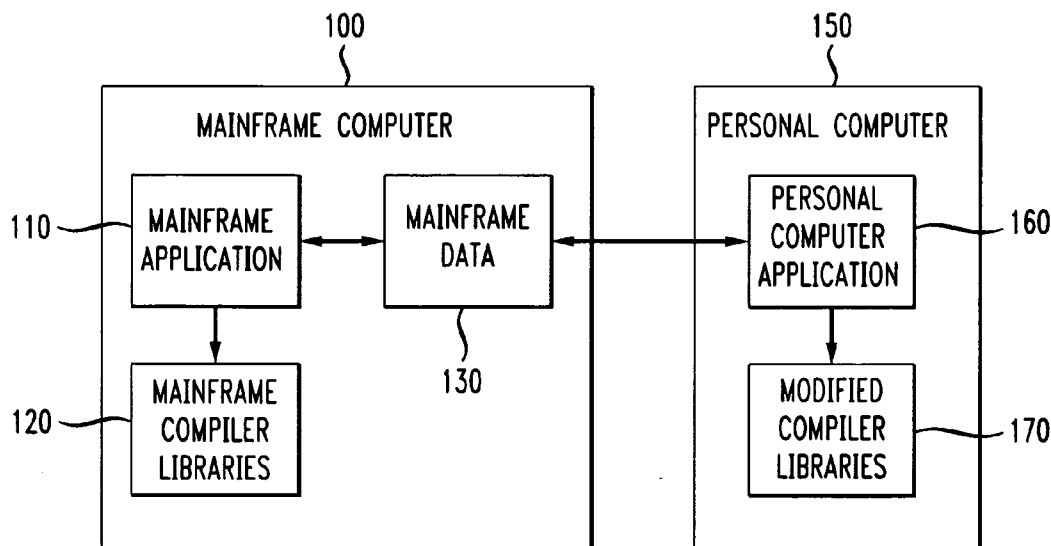 100
150
MAINFRAME COMPUTER
PERSONAL COMPUTER
110
MAINFRAME
APPLICATION
MAINFRAME
DATA
PERSONAL
COMPUTER
APPLICATION
160
130
120
MAINFRAME
COMPILER
LIBRARIES
MODIFIED
COMPILER
LIBRARIES
170